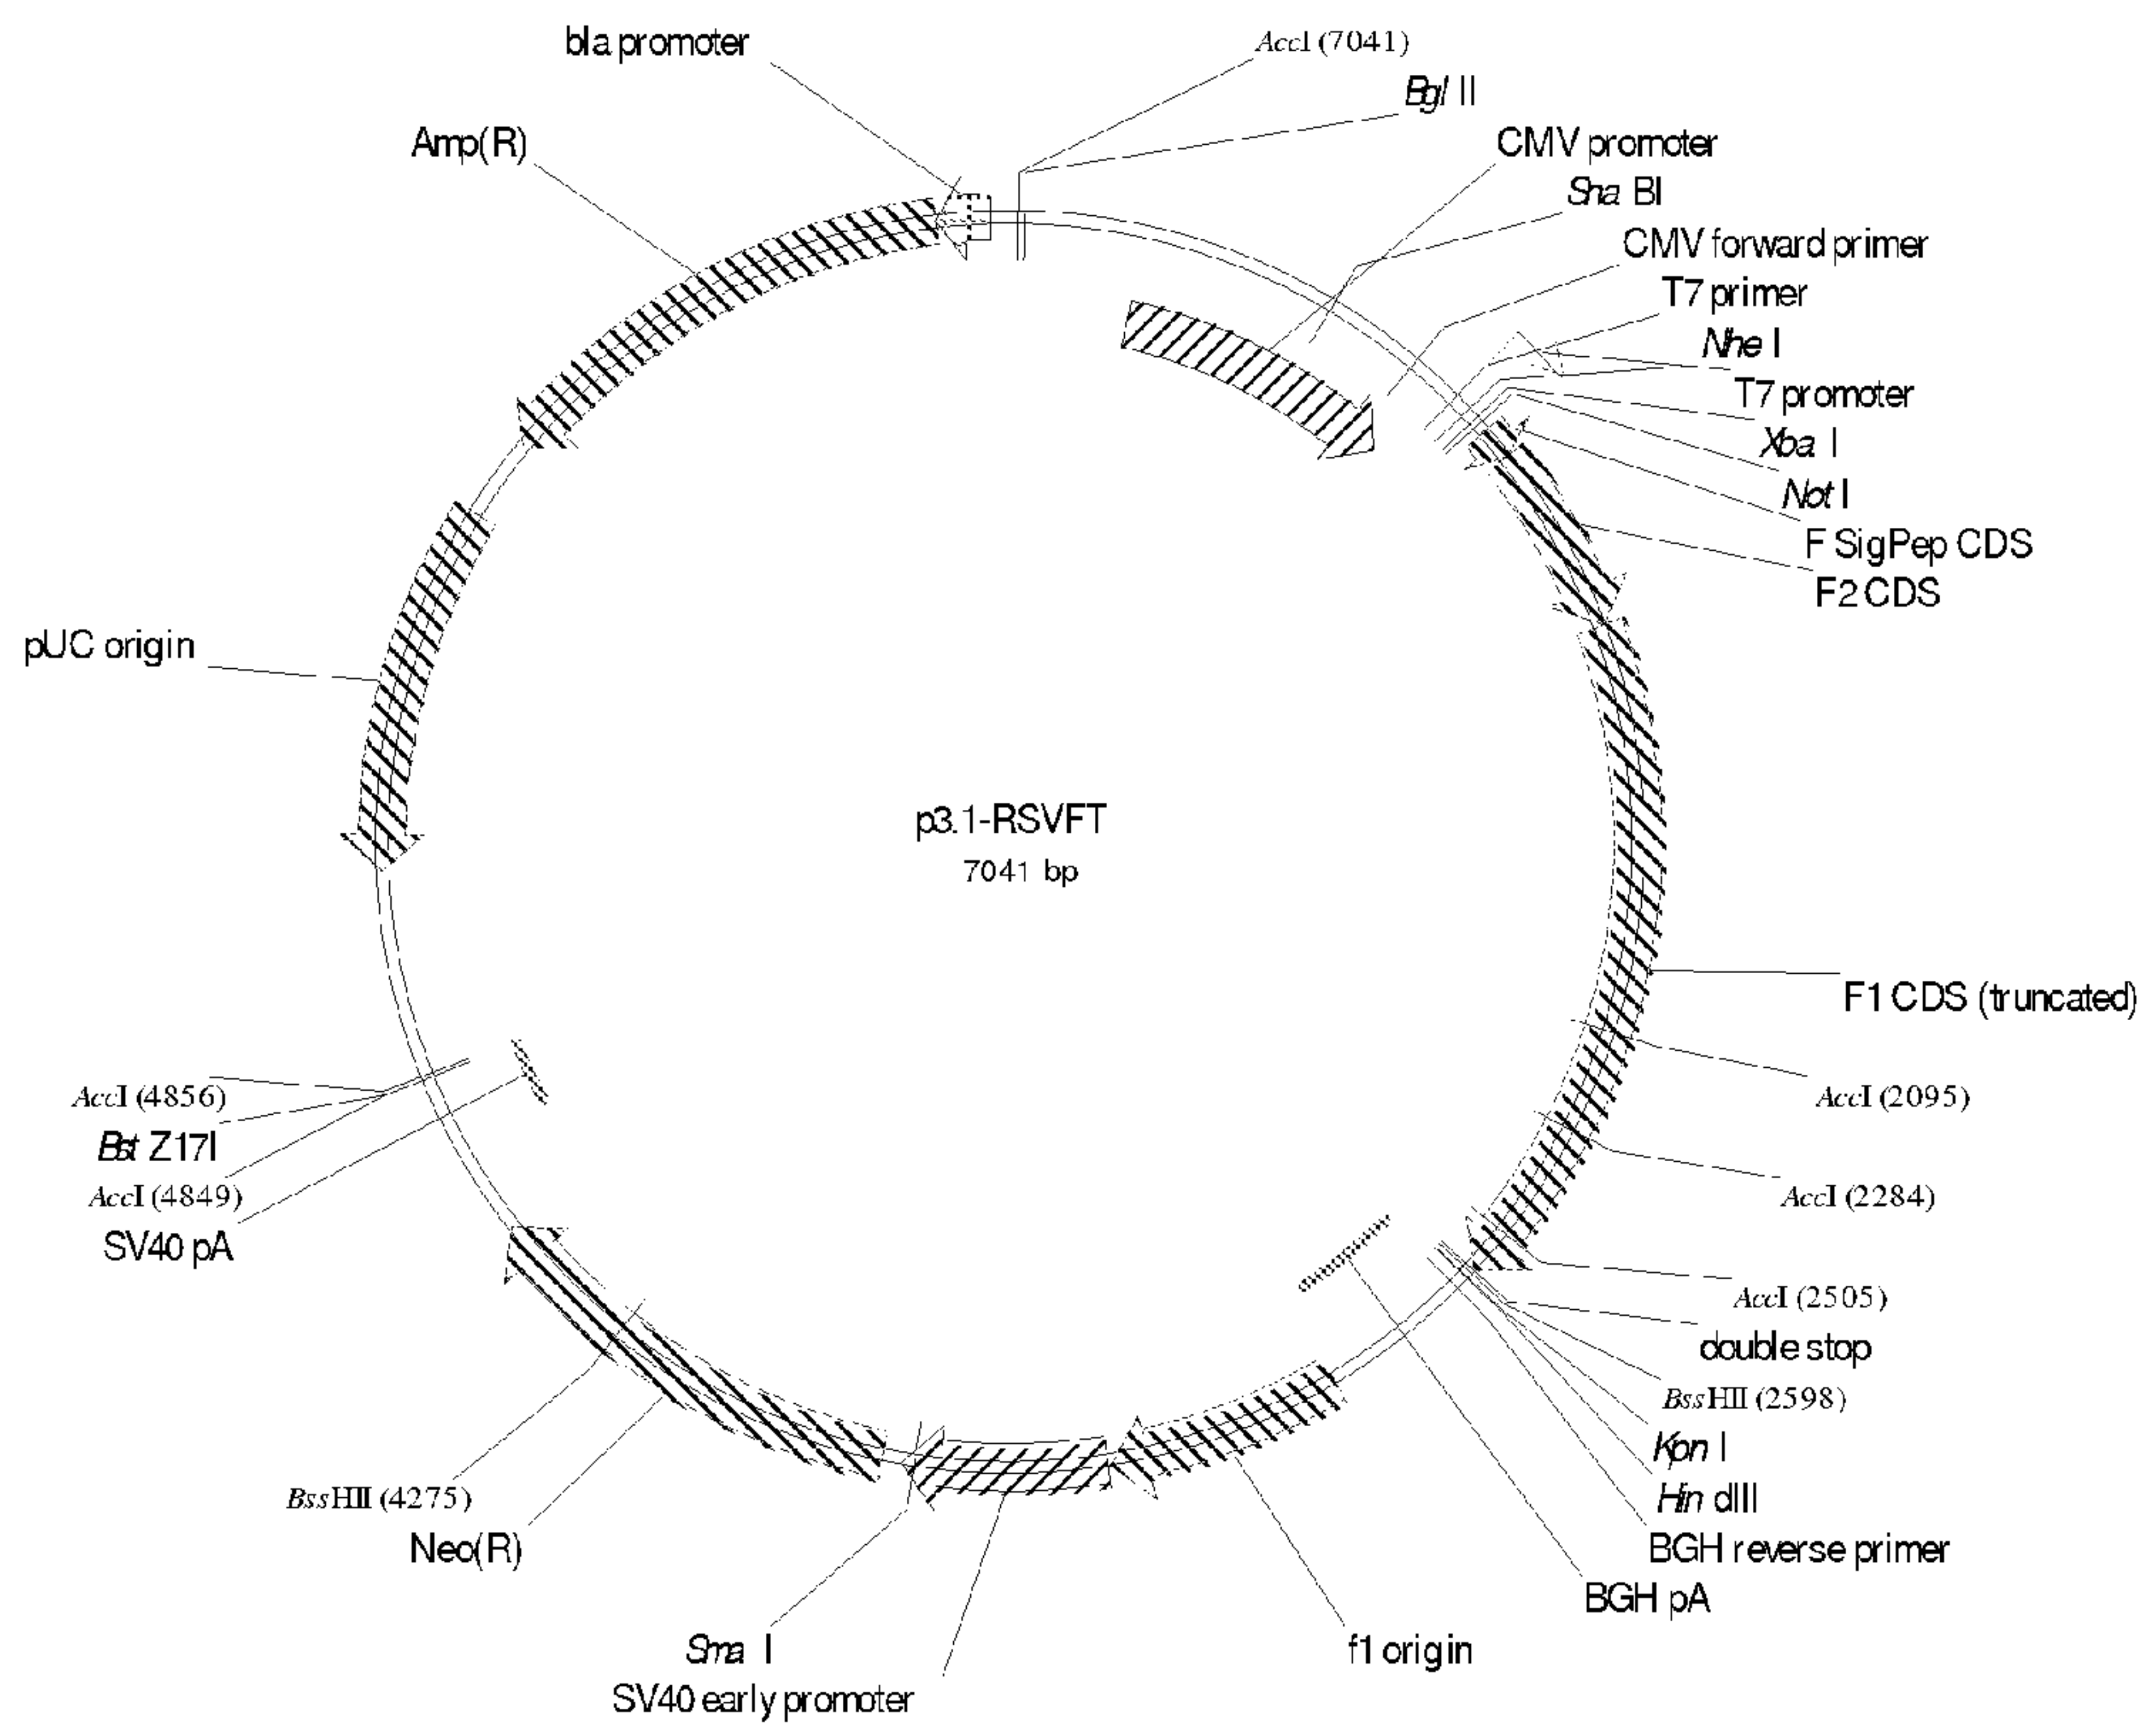 bla promoter
AccI (7041)
Bgl II
Amp(R)
CMV promoter
Sna BI
CMV forward primer
T7 primer
Nhe I
T7 promoter
Xba I
Not I
F SigPep CDS
F2 CDS
pUC origin
p3.1-RSVFT
7041 bp
F1 CDS (truncated)
AccI (4856)
AccI (2095)
Bst Z17I
AccI (4849)
AccI (2284)
SV40 pA
AccI (2505)
double stop
BssHII (2598)
Kpn I
BssHII (4275)
Hin dIII
Neo(R)
BGH reverse primer
BGH pA
Sma I
f1 origin
SV40 early promoter